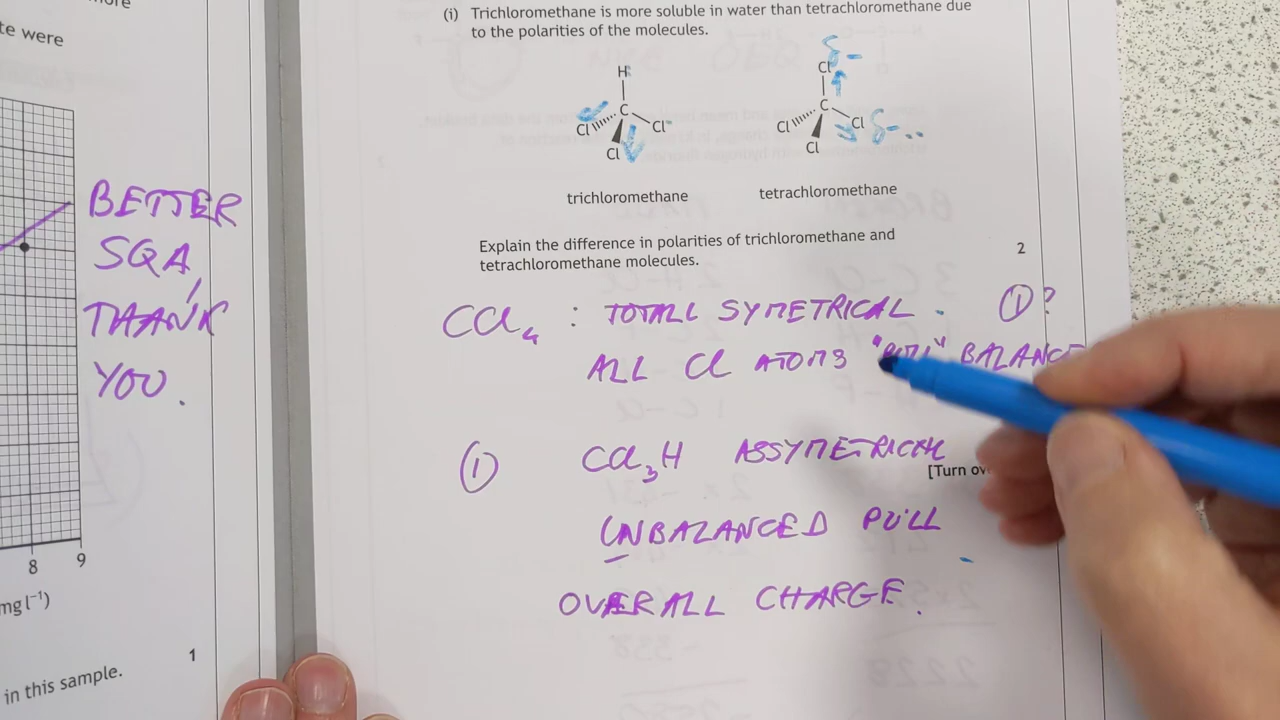 te were
BETTER
SQA,
THANK
YOU.
8
9
mg l⁻¹)
1
in this sample.
(i) Trichloromethane is more soluble in water than tetrachloromethane due
to the polarities of the molecules.
H
C
Cl
Cl
Cl
trichloromethane
δ-
Cl
C
Cl
Cl
Cl
δ-
tetrachloromethane
Explain the difference in polarities of trichloromethane and
tetrachloromethane molecules.
2
CCl₄ : TOTALL SYMETRICAL. ①?
ALL Cl ATOMS BALANCE
① CCl₃H ASSYMETRICAL
[Turn ov
UNBALANCED PULL
OVERALL CHARGE.